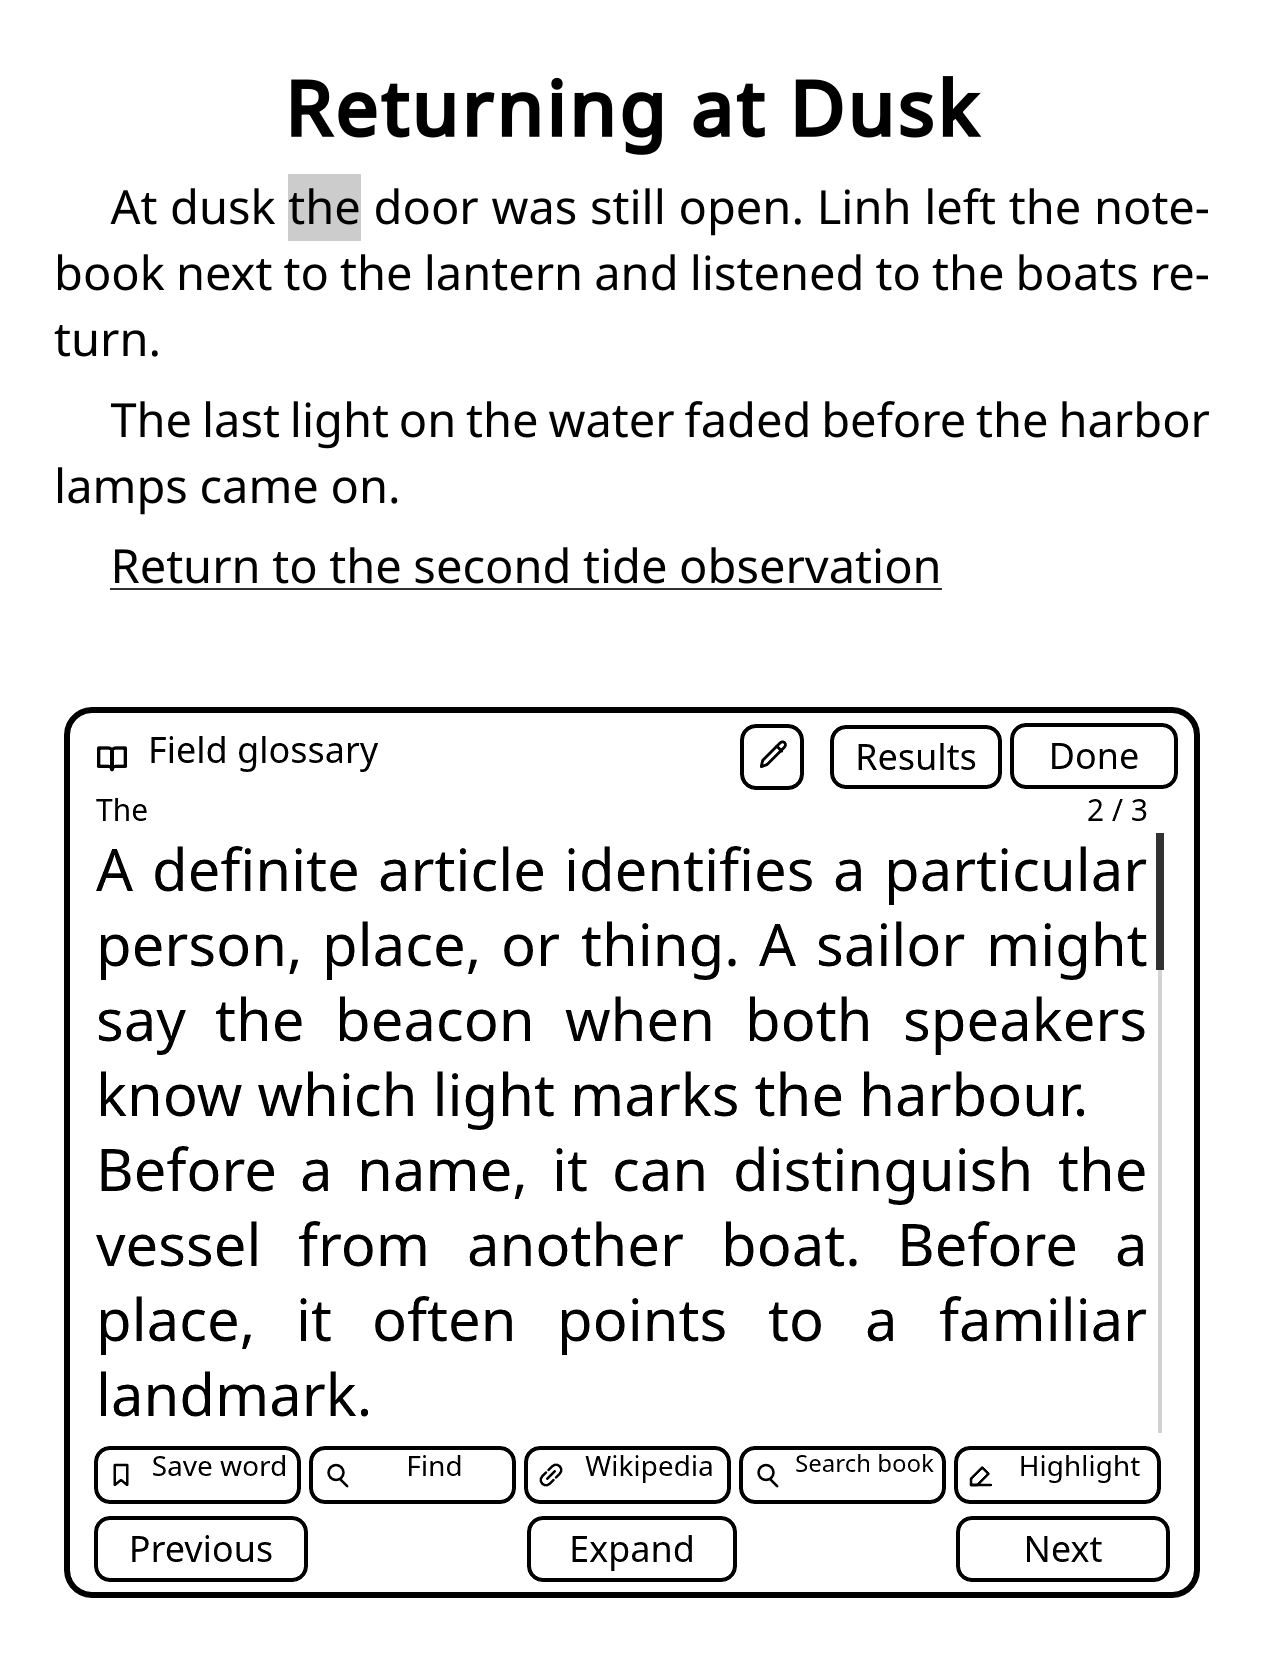 Returning at Dusk
At dusk the door was still open. Linh left the note-
book next to the lantern and listened to the boats re-
turn.
The last light on the water faded before the harbor
lamps came on.
Return to the second tide observation
Field glossary
Results
Done
The
2 / 3
A definite article identifies a particular
person, place, or thing. A sailor might
say the beacon when both speakers
know which light marks the harbour.
Before a name, it can distinguish the
vessel from another boat. Before a
place, it often points to a familiar
landmark.
Save word
Find
Wikipedia
Search book
Highlight
Previous
Expand
Next